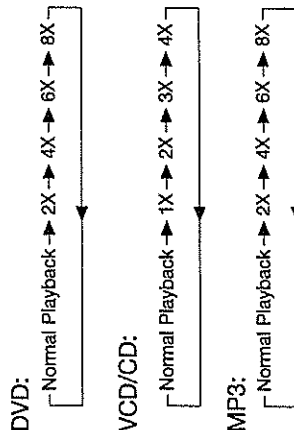 DVD:
Normal Playback → 2X → 4X → 6X → 8X
VCD/CD:
Normal Playback → 1X → 2X → 3X → 4X
MP3:
Normal Playback → 2X → 4X → 6X → 8X